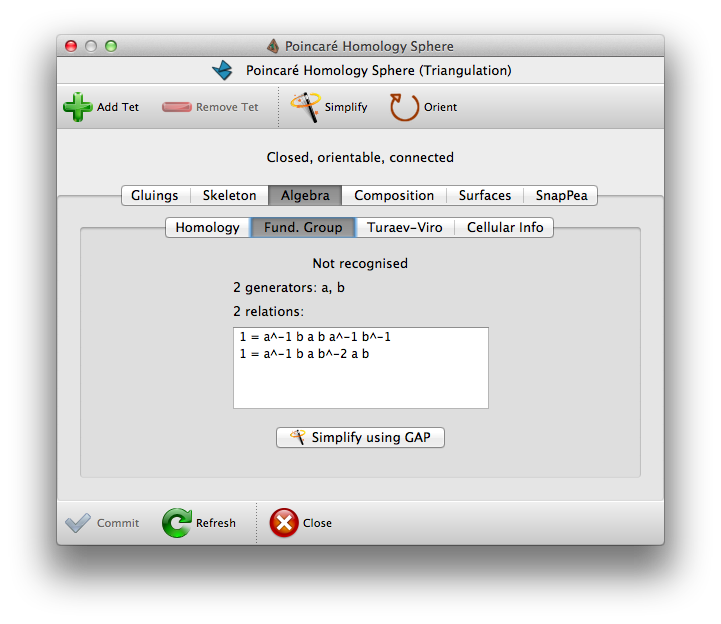 Poincaré Homology Sphere
Poincaré Homology Sphere (Triangulation)
Add Tet Remove Tet Simplify Orient
Closed, orientable, connected
Gluings Skeleton Algebra Composition Surfaces SnapPea
Homology Fund. Group Turaev-Viro Cellular Info
Not recognised
2 generators: a, b
2 relations:
1 = a^-1 b a b a^-1 b^-1
1 = a^-1 b a b^-2 a b
Simplify using GAP
Commit Refresh Close